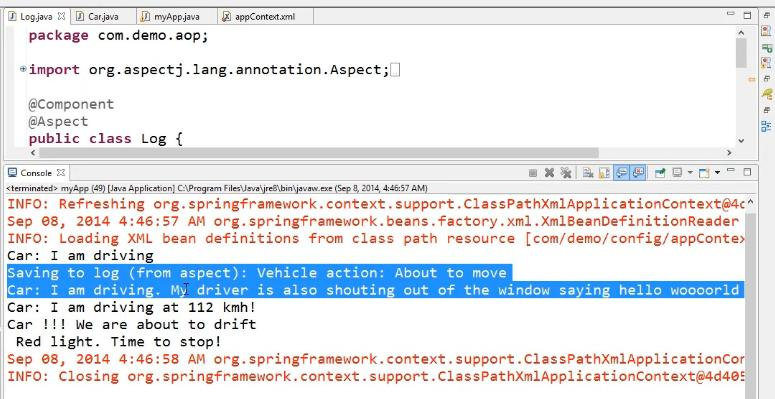 Log.java
Car.java
myApp.java
appContext.xml
package com.demo.aop;
import org.aspectj.lang.annotation.Aspect;
@Component
@Aspect
public class Log {
Console
<terminated> myApp (49) [Java Application] C:\Program Files\Java\jre8\bin\javaw.exe (Sep 8, 2014, 4:46:57 AM)
INFO: Refreshing org.springframework.context.support.ClassPathXmlApplicationContext@4c
Sep 08, 2014 4:46:57 AM org.springframework.beans.factory.xml.XmlBeanDefinitionReader
INFO: Loading XML bean definitions from class path resource [com/demo/config/appContex
Car: I am driving
Saving to log (from aspect): Vehicle action: About to move
Car: I am driving. My driver is also shouting out of the window saying hello woooorld
Car: I am driving at 112 kmh!
Car !!! We are about to drift
Red light. Time to stop!
Sep 08, 2014 4:46:58 AM org.springframework.context.support.ClassPathXmlApplicationCon
INFO: Closing org.springframework.context.support.ClassPathXmlApplicationContext@4d405